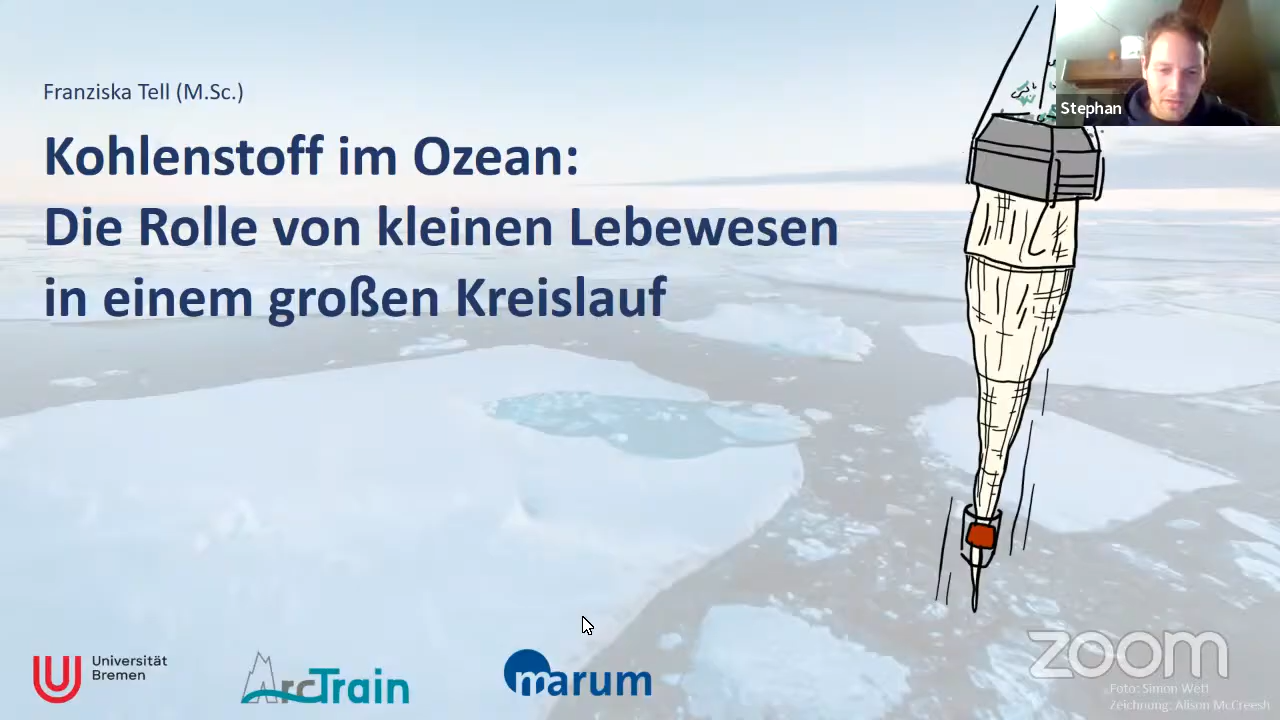 Franziska Tell (M.Sc.)
Kohlenstoff im Ozean:
Die Rolle von kleinen Lebewesen
in einem großen Kreislauf
Stephan
Universität
Bremen
ArcTrain
marum
zoom
Foto: Simon Wett
Zeichnung: Alison McCreesh